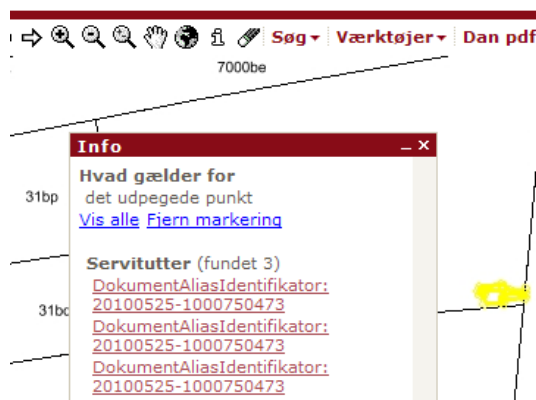 Søg Værktøjer Dan pdf
7000be
Info
Hvad gælder for
31bp
det udpegede punkt
Vis alle Fjern markering
Servitutter (fundet 3)
DokumentAliasIdentifikator:
20100525-1000750473
31bc
DokumentAliasIdentifikator:
20100525-1000750473
DokumentAliasIdentifikator:
20100525-1000750473